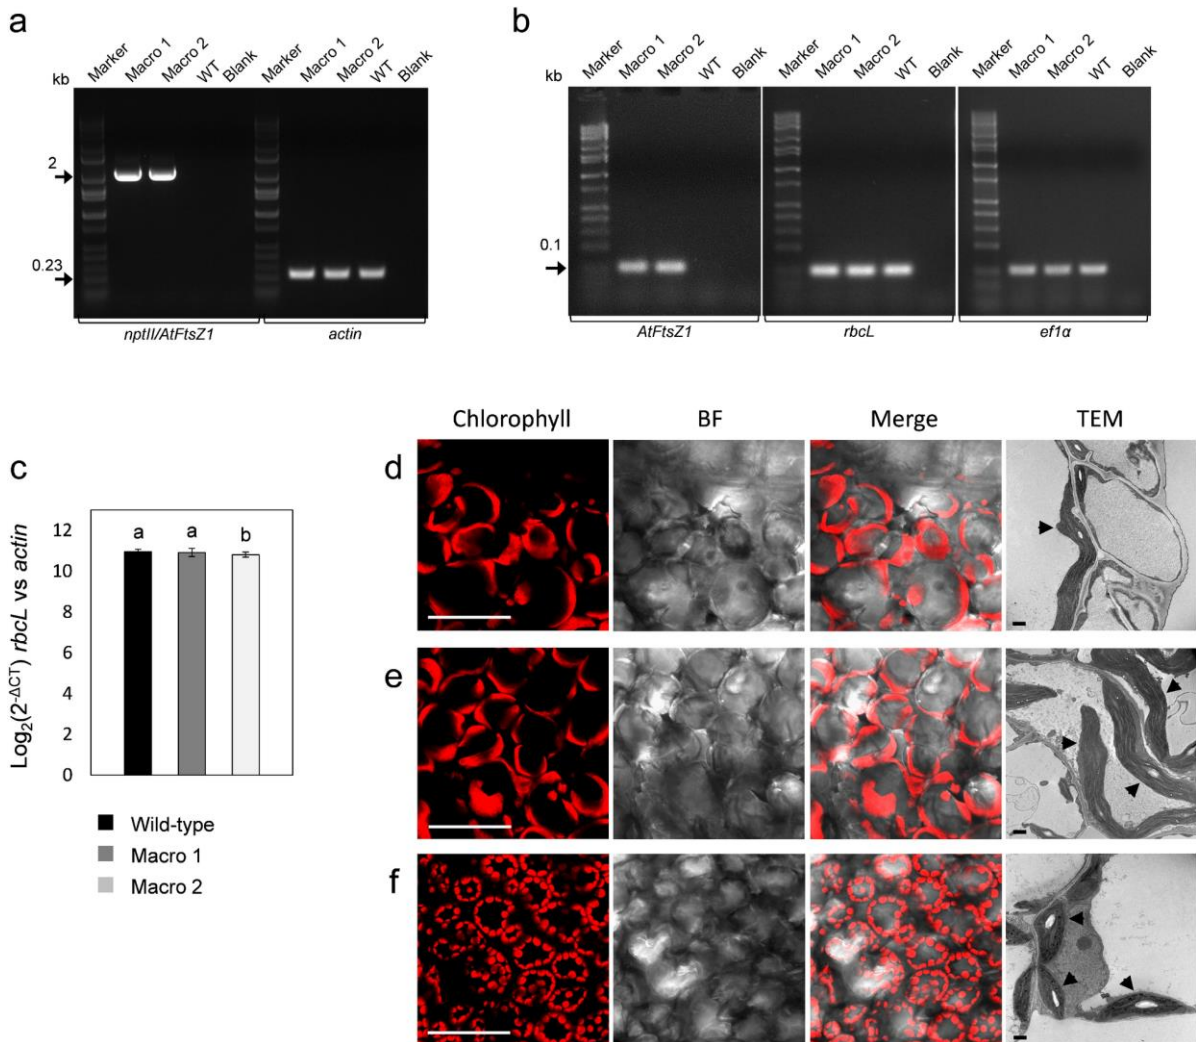 a
kb
Marker Macro 1 Macro 2 WT Blank Marker Macro 1 Macro 2 WT Blank
2
0.23
nptII/AtFtsZ1 actin
b
Marker Macro 1 Macro 2 WT Blank Marker Macro 1 Macro 2 WT Blank Marker Macro 1 Macro 2 WT Blank
kb
0.1
AtFtsZ1 rbcL ef1α
c
Log₂(2⁻ΔCT) rbcL vs actin
12
10
8
6
4
2
0
a a b
Wild-type
Macro 1
Macro 2
Chlorophyll BF Merge TEM
d
e
f